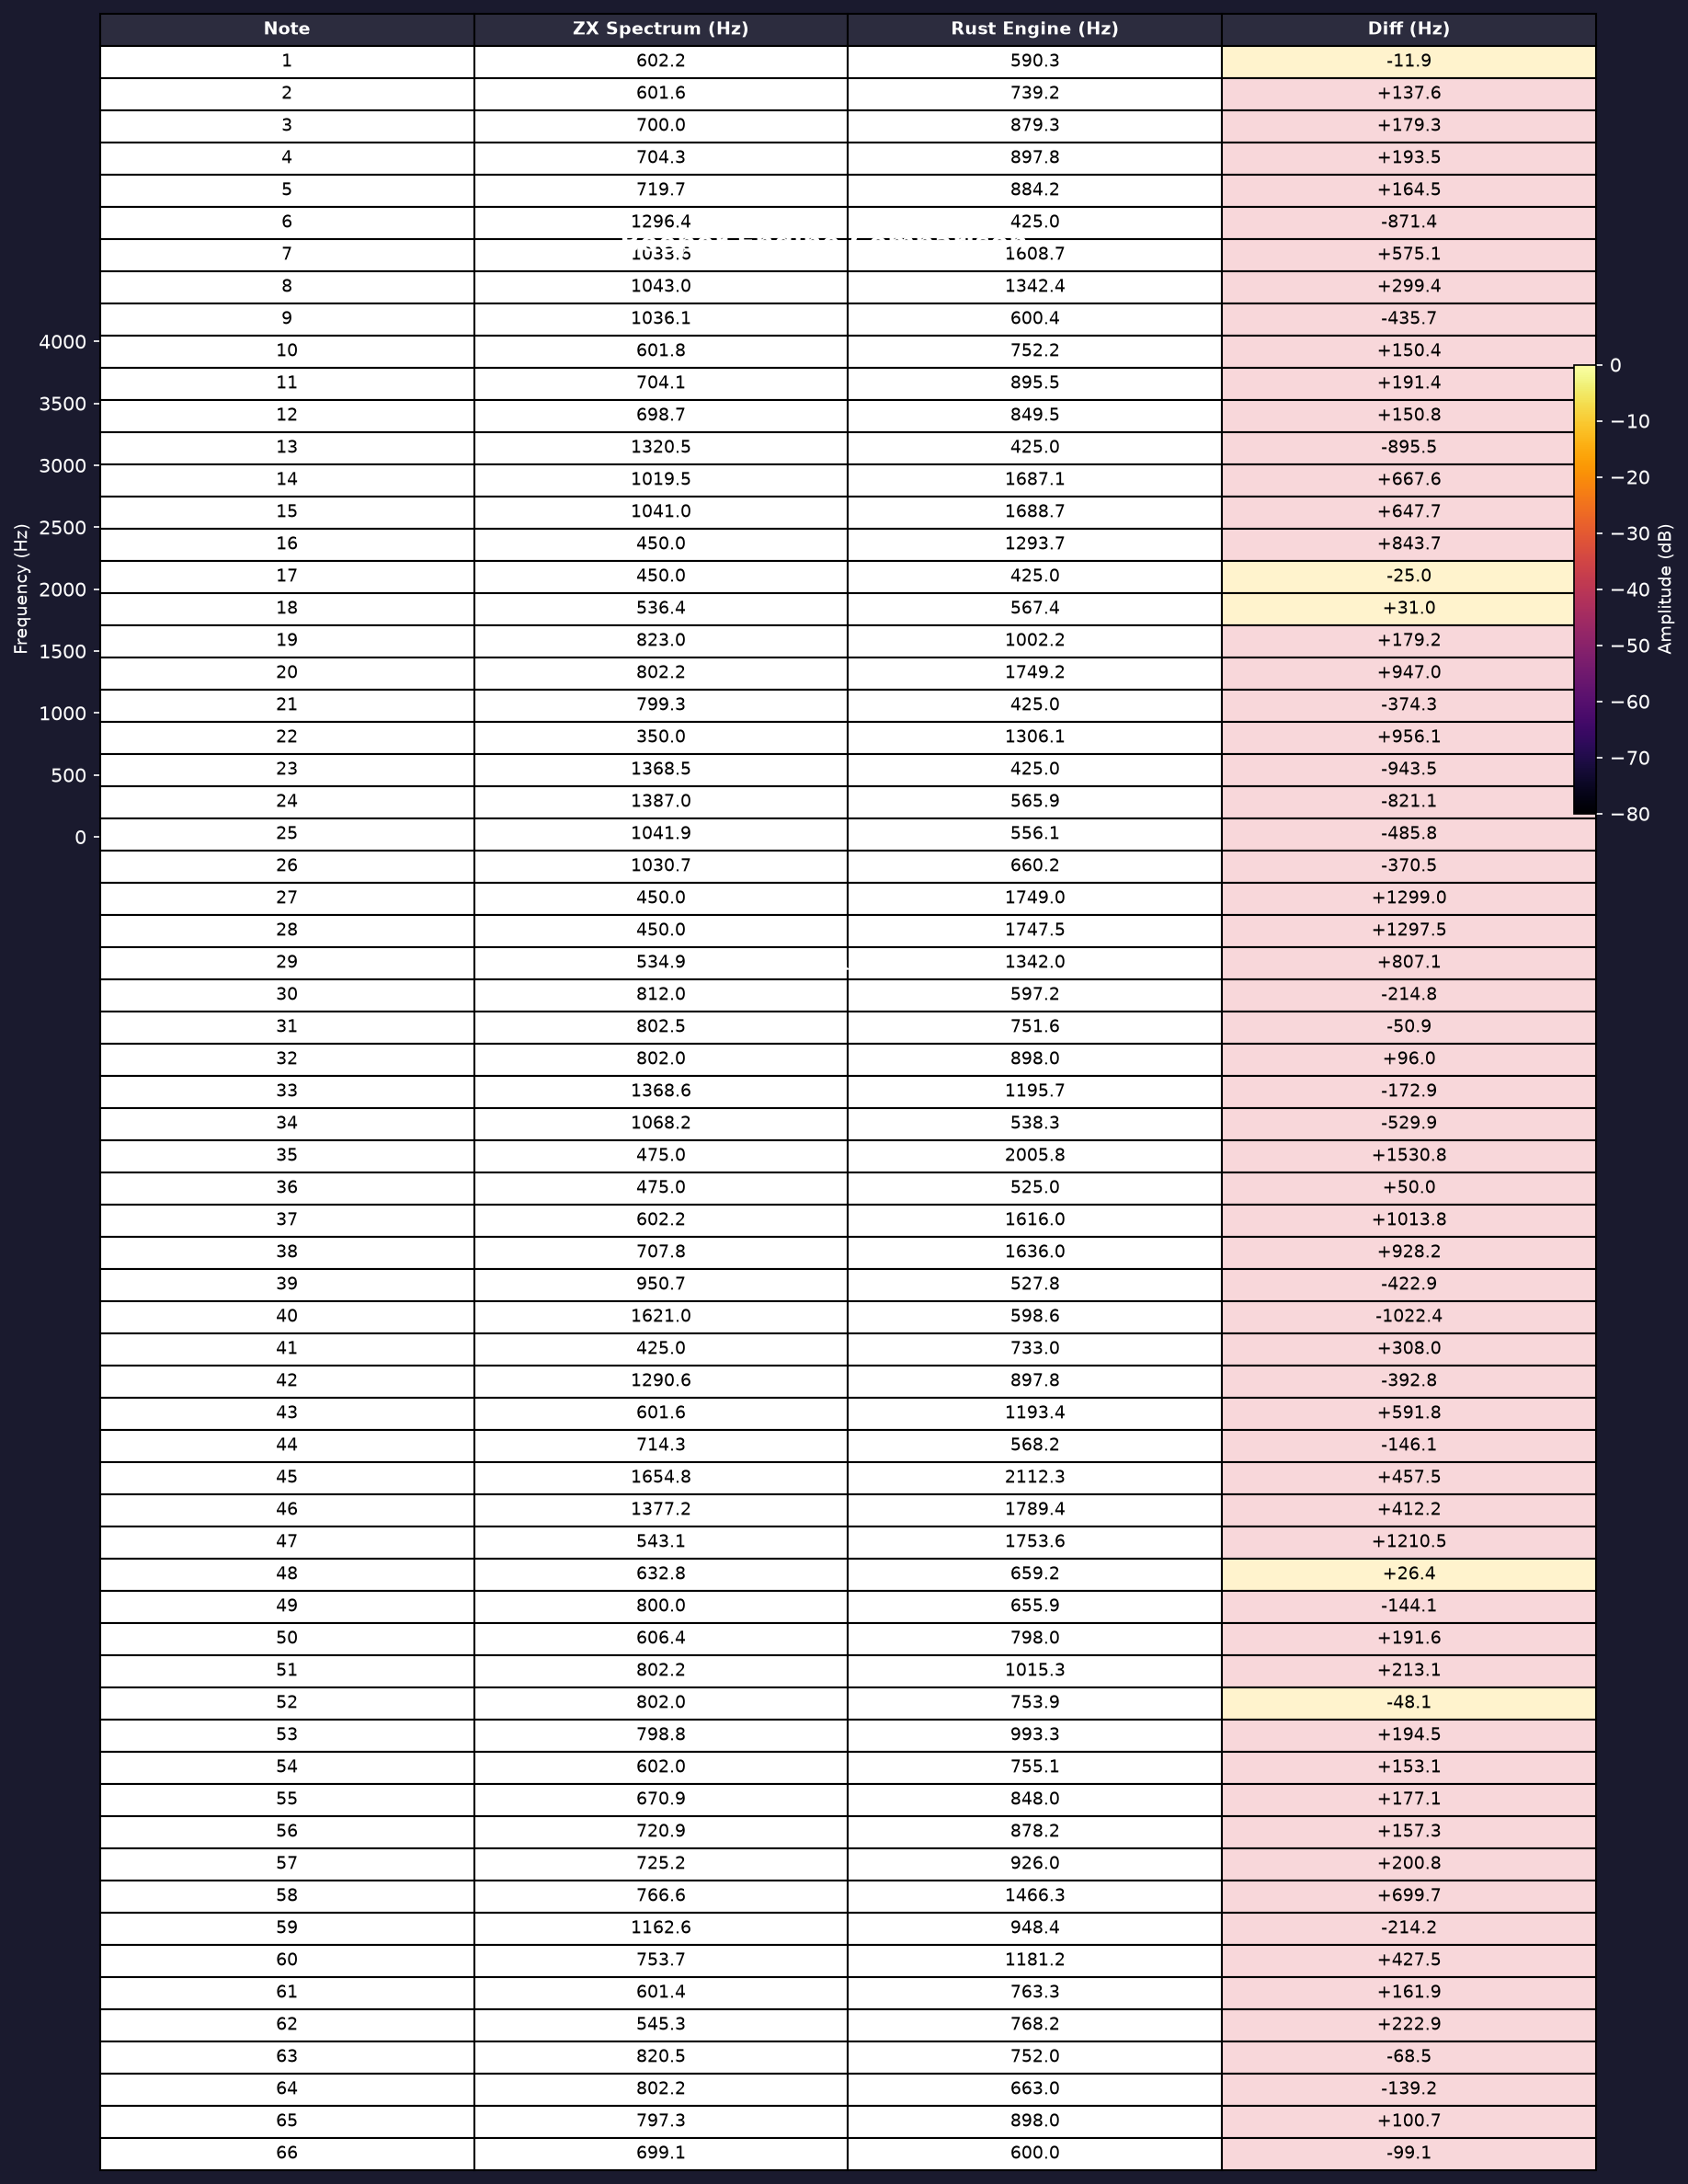 Note ZX Spectrum (Hz) Rust Engine (Hz) Diff (Hz)
1 602.2 590.3 -11.9
2 601.6 739.2 +137.6
3 700.0 879.3 +179.3
4 704.3 897.8 +193.5
5 719.7 884.2 +164.5
6 1296.4 425.0 -871.4
7 1033.5 1608.7 +575.1
8 1043.0 1342.4 +299.4
9 1036.1 600.4 -435.7
10 601.8 752.2 +150.4
11 704.1 895.5 +191.4
12 698.7 849.5 +150.8
13 1320.5 425.0 -895.5
14 1019.5 1687.1 +667.6
15 1041.0 1688.7 +647.7
16 450.0 1293.7 +843.7
17 450.0 425.0 -25.0
18 536.4 567.4 +31.0
19 823.0 1002.2 +179.2
20 802.2 1749.2 +947.0
21 799.3 425.0 -374.3
22 350.0 1306.1 +956.1
23 1368.5 425.0 -943.5
24 1387.0 565.9 -821.1
25 1041.9 556.1 -485.8
26 1030.7 660.2 -370.5
27 450.0 1749.0 +1299.0
28 450.0 1747.5 +1297.5
29 534.9 1342.0 +807.1
30 812.0 597.2 -214.8
31 802.5 751.6 -50.9
32 802.0 898.0 +96.0
33 1368.6 1195.7 -172.9
34 1068.2 538.3 -529.9
35 475.0 2005.8 +1530.8
36 475.0 525.0 +50.0
37 602.2 1616.0 +1013.8
38 707.8 1636.0 +928.2
39 950.7 527.8 -422.9
40 1621.0 598.6 -1022.4
41 425.0 733.0 +308.0
42 1290.6 897.8 -392.8
43 601.6 1193.4 +591.8
44 714.3 568.2 -146.1
45 1654.8 2112.3 +457.5
46 1377.2 1789.4 +412.2
47 543.1 1753.6 +1210.5
48 632.8 659.2 +26.4
49 800.0 655.9 -144.1
50 606.4 798.0 +191.6
51 802.2 1015.3 +213.1
52 802.0 753.9 -48.1
53 798.8 993.3 +194.5
54 602.0 755.1 +153.1
55 670.9 848.0 +177.1
56 720.9 878.2 +157.3
57 725.2 926.0 +200.8
58 766.6 1466.3 +699.7
59 1162.6 948.4 -214.2
60 753.7 1181.2 +427.5
61 601.4 763.3 +161.9
62 545.3 768.2 +222.9
63 820.5 752.0 -68.5
64 802.2 663.0 -139.2
65 797.3 898.0 +100.7
66 699.1 600.0 -99.1
Frequency (Hz)
4000
3500
3000
2500
2000
1500
1000
500
0
0
−10
−20
−30
−40
−50
−60
−70
−80
Amplitude (dB)